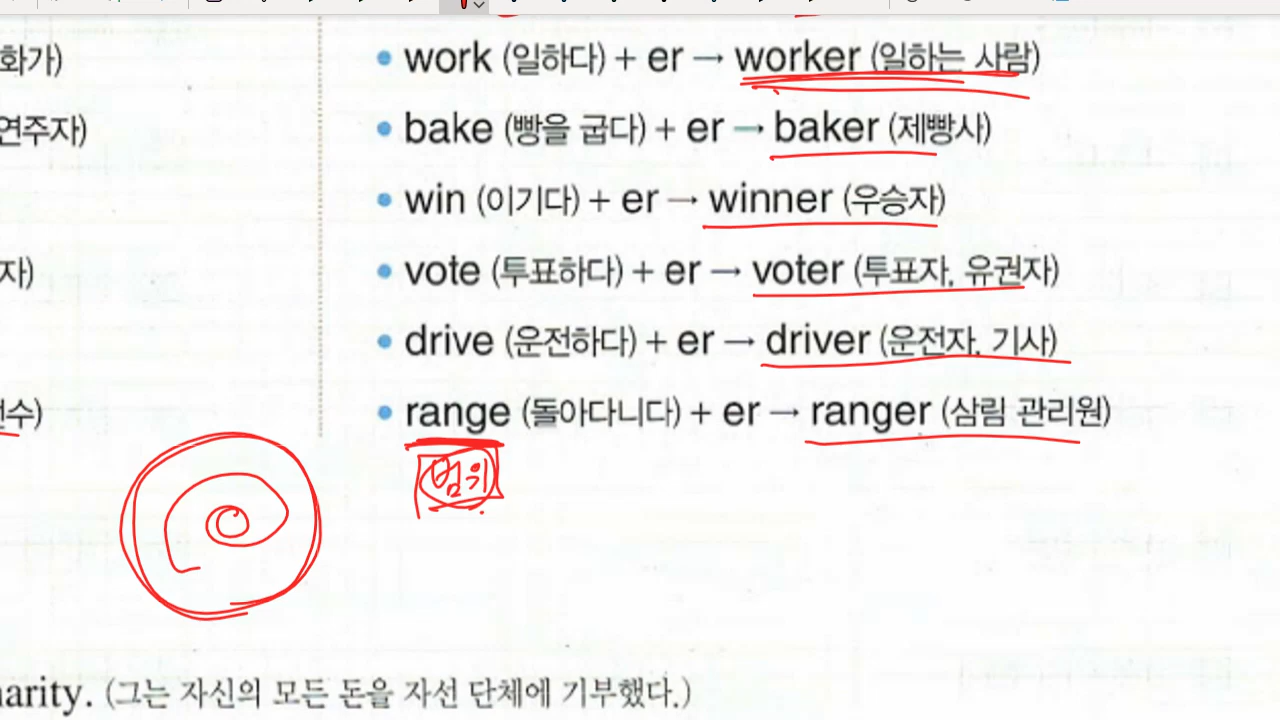 화가)
연주자)
자)
선수)
• work (일하다) + er → worker (일하는 사람)
• bake (빵을 굽다) + er → baker (제빵사)
• win (이기다) + er → winner (우승자)
• vote (투표하다) + er → voter (투표자, 유권자)
• drive (운전하다) + er → driver (운전자, 기사)
• range (돌아다니다) + er → ranger (삼림 관리원)
범위
harity. (그는 자신의 모든 돈을 자선 단체에 기부했다.)